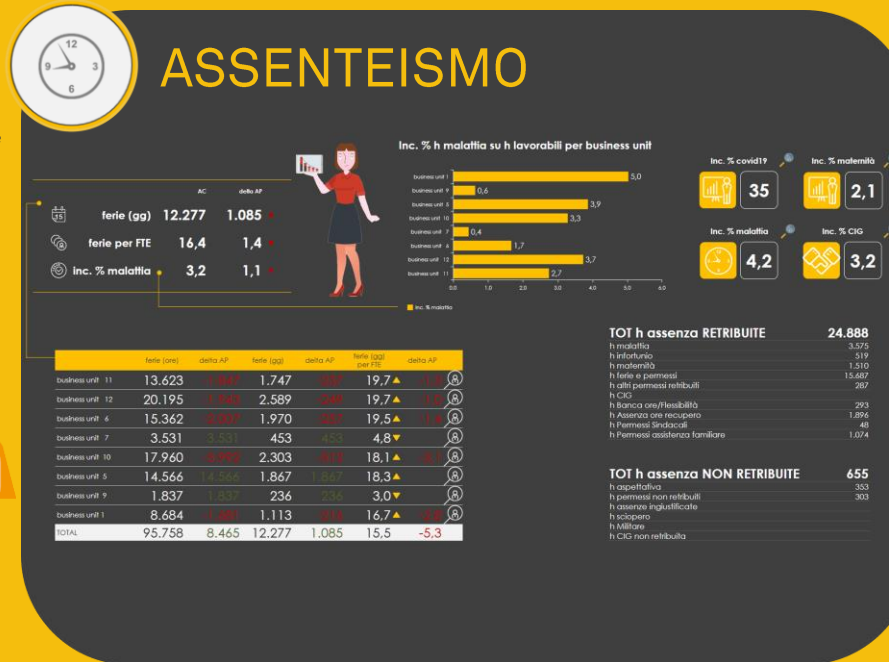 12
9 3
6
ASSENTEISMO
AC delta AP
15 ferie (gg) 12.277 1.085
ferie per FTE 16,4 1,4
inc. % malattia 3,2 1,1
Inc. % h malattia su h lavorabili per business unit
business unit 1 5,0
business unit 9 0,6
business unit 5 3,9
business unit 10 3,3
business unit 7 0,4
business unit 6 1,7
business unit 12 3,7
business unit 11 2,7
0,0 1,0 2,0 3,0 4,0 5,0 6,0
inc. % malattia
Inc. % covid19 Inc. % maternità
35 2,1
Inc. % malattia Inc. % CIG
4,2 3,2
ferie (ore) delta AP ferie (gg) delta AP ferie (gg) per FTE delta AP
business unit 11 13.623 1.747 19,7
business unit 12 20.195 2.589 19,7
business unit 6 15.362 1.970 19,5
business unit 7 3.531 3.531 453 453 4,8
business unit 10 17.960 2.303 18,1
business unit 5 14.566 14.566 1.867 1.867 18,3
business unit 9 1.837 1.837 236 236 3,0
business unit 1 8.684 1.113 16,7
TOTAL 95.758 8.465 12.277 1.085 15,5 -5,3
TOT h assenza RETRIBUITE 24.888
h malattia 3.575
h infortunio 519
h maternità 1.510
h ferie e permessi 15.687
h altri permessi retribuiti 287
h CIG
h Banca ore/Flessibilità 293
h Assenza ore recupero 1.896
h Permessi Sindacali 48
h Permessi assistenza familiare 1.074
TOT h assenza NON RETRIBUITE 655
h aspettativa 353
h permessi non retribuiti 303
h assenze ingiustificate
h sciopero
h Militare
h CIG non retribuita